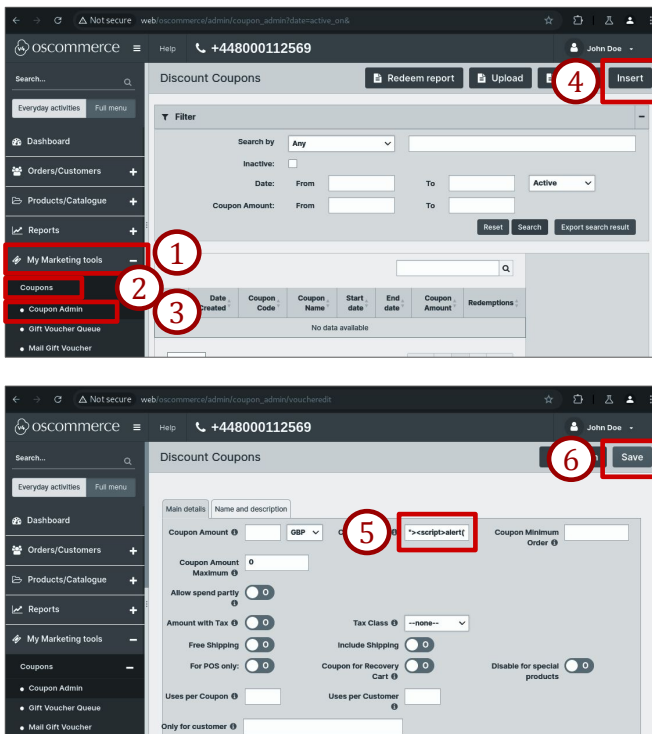 Not secure web/oscommerce/admin/coupon_admin?date=active_on&
oscommerce Help +448000112569 John Doe
Search... Discount Coupons Redeem report Upload 4 Insert
Everyday activities Full menu
Filter
Dashboard
Search by Any
Inactive:
Orders/Customers
Date: From To Active
Products/Catalogue
Coupon Amount: From To
Reports
Reset Search Export search result
My Marketing tools 1
Coupons 2
Coupon Admin 3
Date Created Coupon Code Coupon Name Start date End date Coupon Amount Redemptions
Gift Voucher Queue
No data available
Mail Gift Voucher
Not secure web/oscommerce/admin/coupon_admin/voucheredit
oscommerce Help +448000112569 John Doe
Search... Discount Coupons 6 Save
Everyday activities Full menu
Main details Name and description
Dashboard
Coupon Amount GBP 5 "><script>alert( Coupon Minimum Order
Orders/Customers
Coupon Amount Maximum 0
Products/Catalogue
Allow spend partly
Reports
Amount with Tax Tax Class --none--
My Marketing tools
Free Shipping Include Shipping
Coupons
For POS only: Coupon for Recovery Cart Disable for special products
Coupon Admin
Gift Voucher Queue
Uses per Coupon Uses per Customer
Mail Gift Voucher
Only for customer